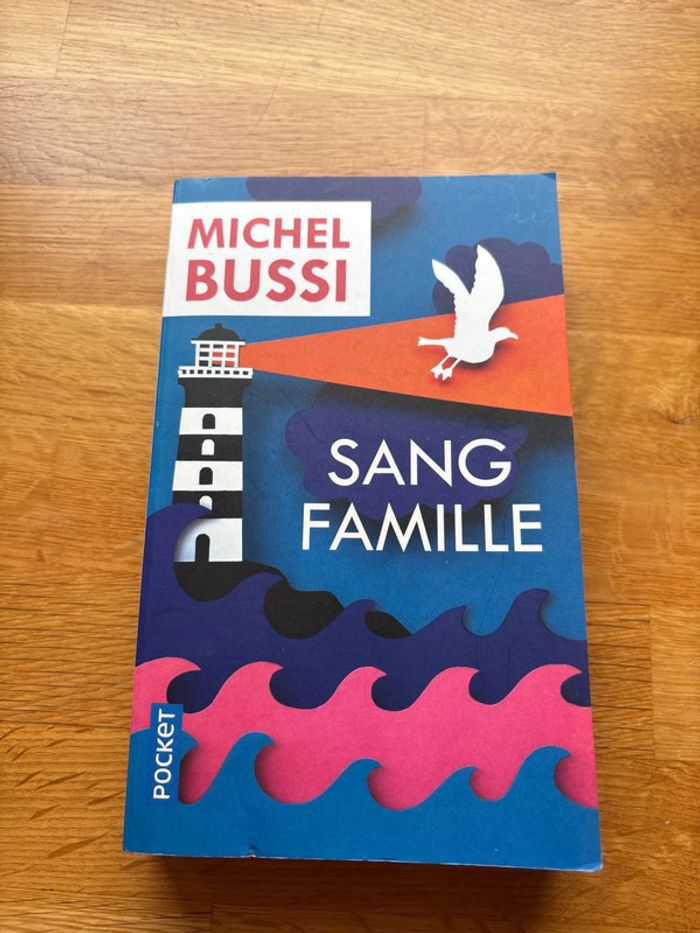 MICHEL
BUSSI
SANG
FAMILLE
POCKET